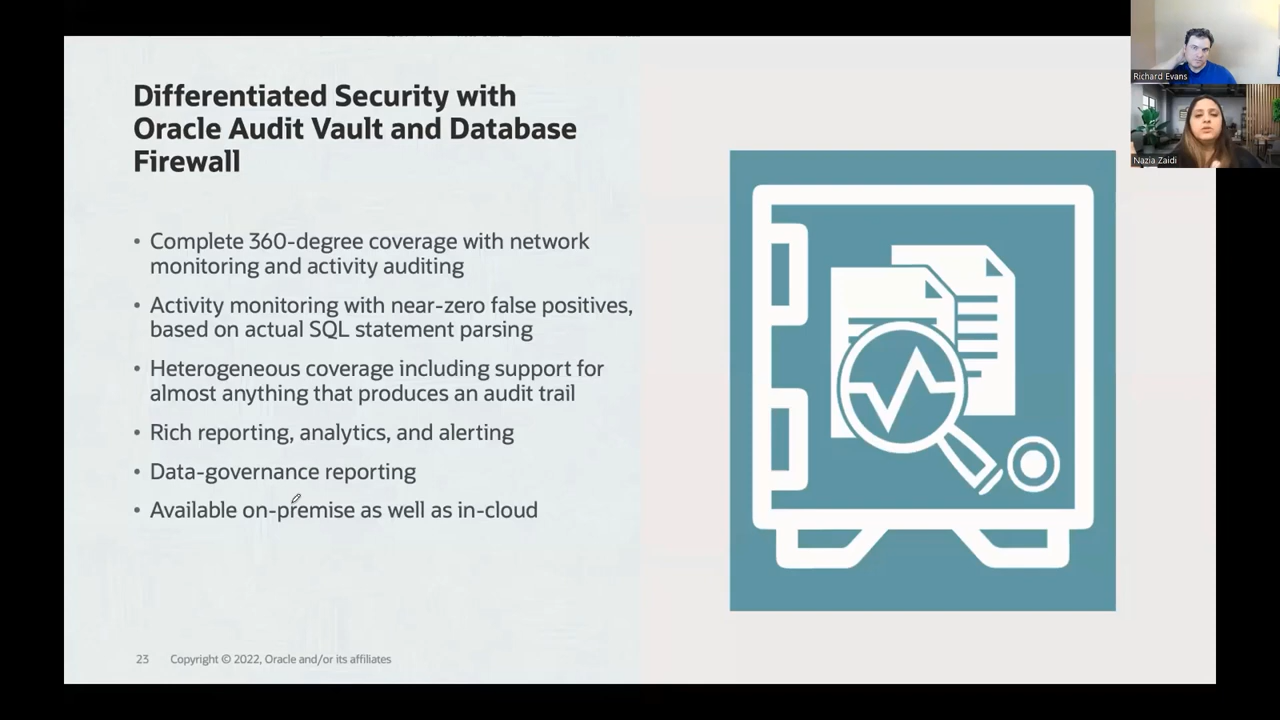 Differentiated Security with
Oracle Audit Vault and Database
Firewall
• Complete 360-degree coverage with network
monitoring and activity auditing
• Activity monitoring with near-zero false positives,
based on actual SQL statement parsing
• Heterogeneous coverage including support for
almost anything that produces an audit trail
• Rich reporting, analytics, and alerting
• Data-governance reporting
• Available on-premise as well as in-cloud
23 Copyright © 2022, Oracle and/or its affiliates
Richard Evans
Nazia Zaidi